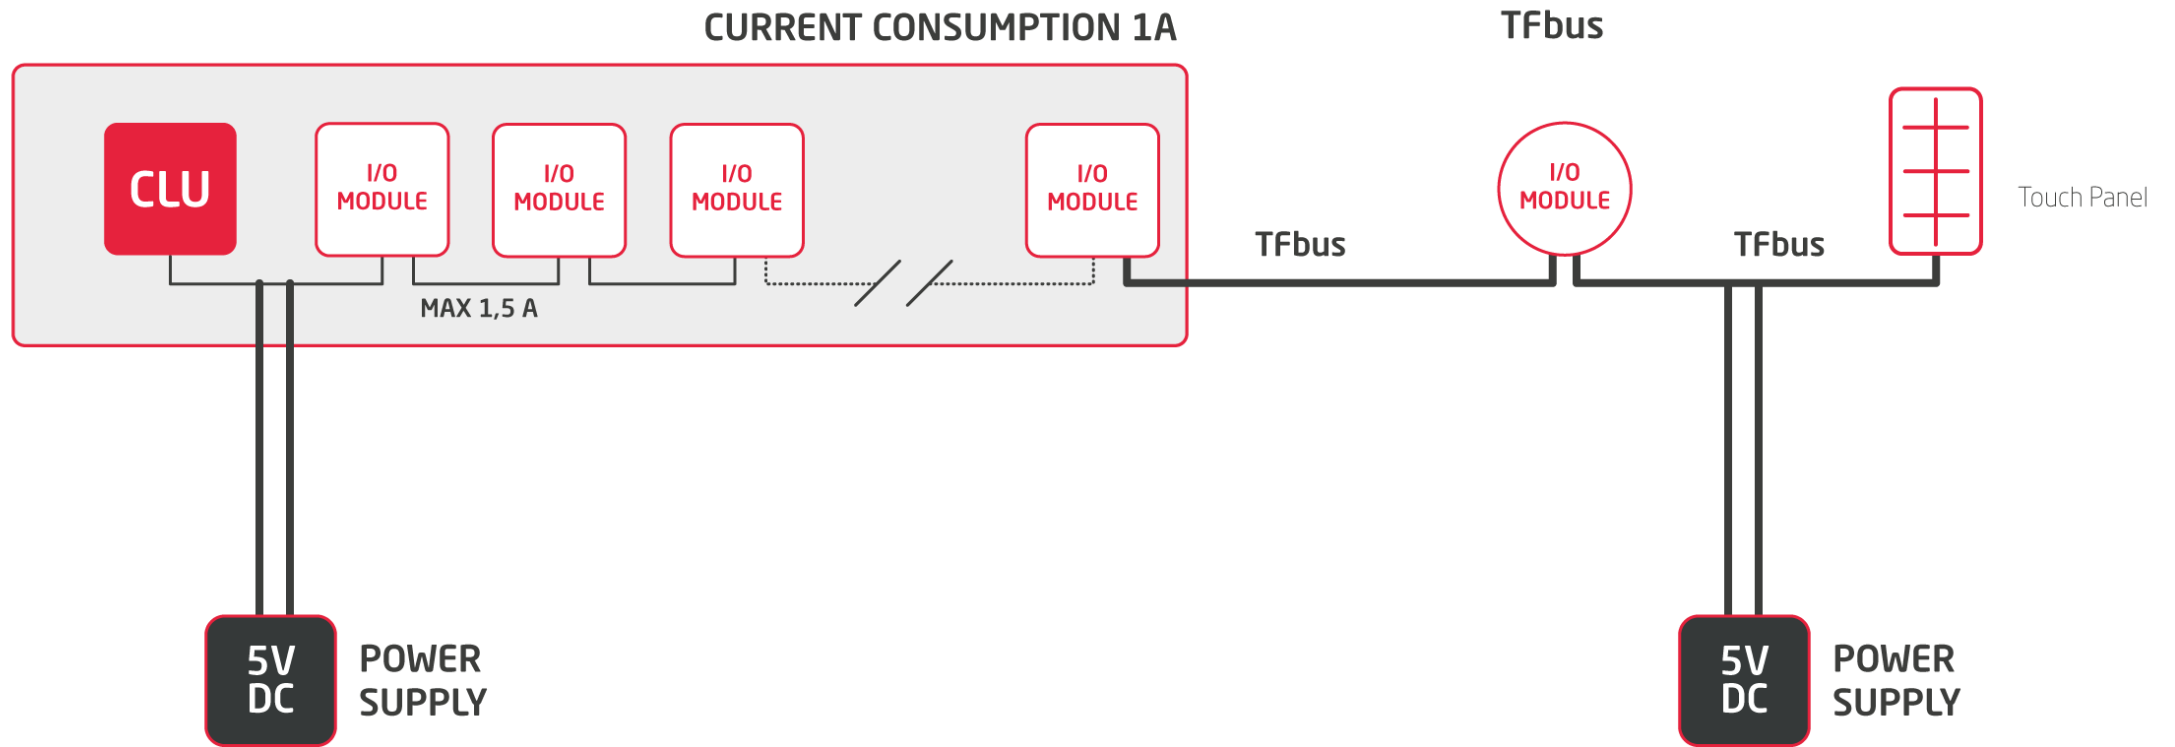 CURRENT CONSUMPTION 1A
TFbus
CLU
I/O
MODULE
I/O
MODULE
I/O
MODULE
I/O
MODULE
I/O
MODULE
Touch Panel
TFbus
TFbus
MAX 1,5 A
5V
DC
POWER
SUPPLY
5V
DC
POWER
SUPPLY